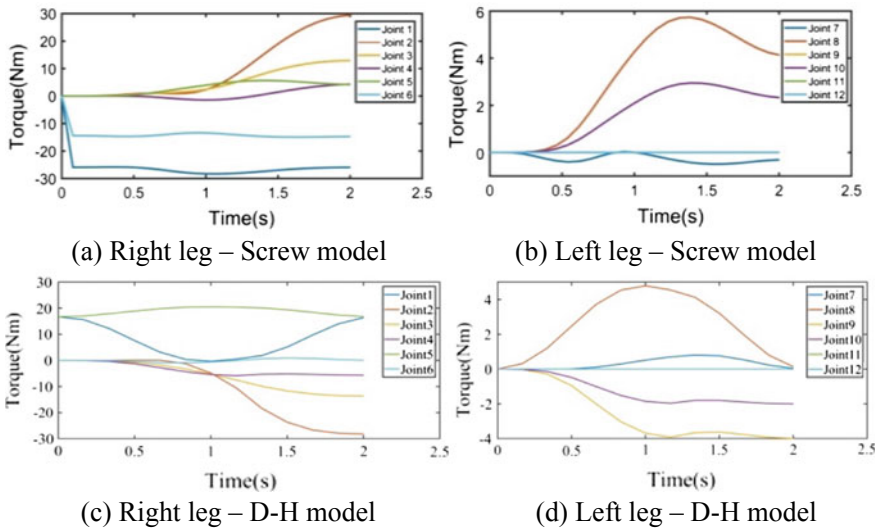 30
20
10
0
-10
-20
-30
Torque(Nm)
0
0.5
1
1.5
2
2.5
Time(s)
Joint 1
Joint 2
Joint 3
Joint 4
Joint 5
Joint 6
(a) Right leg – Screw model
6
4
2
0
Torque(Nm)
0
0.5
1
1.5
2
2.5
Time(s)
Joint 7
Joint 8
Joint 9
Joint 10
Joint 11
Joint 12
(b) Left leg – Screw model
30
20
10
0
-10
-20
-30
Torque(Nm)
0
0.5
1
1.5
2
2.5
Time(s)
Joint1
Joint2
Joint3
Joint4
Joint5
Joint6
(c) Right leg – D-H model
4
2
0
-2
-4
Torque(Nm)
0
0.5
1
1.5
2
2.5
Time(s)
Joint7
Joint8
Joint9
Joint10
Joint11
Joint12
(d) Left leg – D-H model